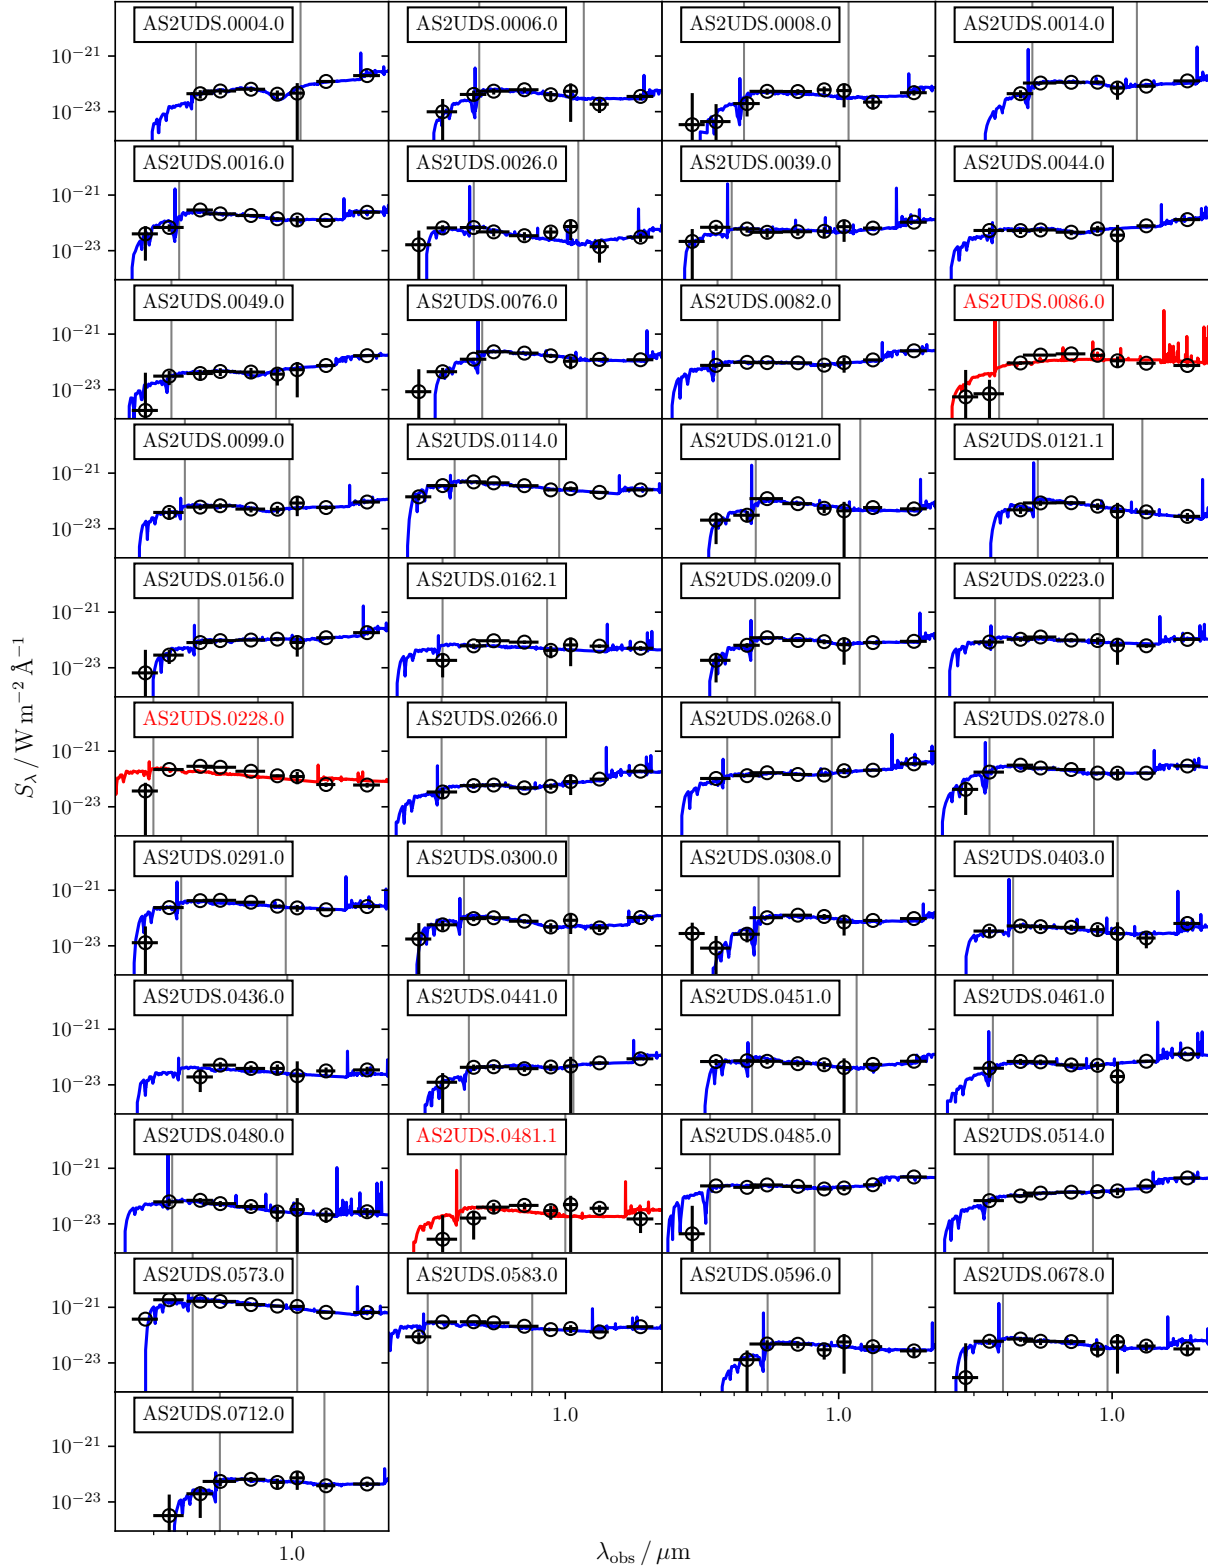 AS2UDS.0004.0 AS2UDS.0006.0 AS2UDS.0008.0 AS2UDS.0014.0
10⁻²¹
10⁻²³
AS2UDS.0016.0 AS2UDS.0026.0 AS2UDS.0039.0 AS2UDS.0044.0
10⁻²¹
10⁻²³
AS2UDS.0049.0 AS2UDS.0076.0 AS2UDS.0082.0 AS2UDS.0086.0
10⁻²¹
10⁻²³
AS2UDS.0099.0 AS2UDS.0114.0 AS2UDS.0121.0 AS2UDS.0121.1
10⁻²¹
10⁻²³
AS2UDS.0156.0 AS2UDS.0162.1 AS2UDS.0209.0 AS2UDS.0223.0
10⁻²¹
10⁻²³
S_λ / W m⁻² Å⁻¹
AS2UDS.0228.0 AS2UDS.0266.0 AS2UDS.0268.0 AS2UDS.0278.0
10⁻²¹
10⁻²³
AS2UDS.0291.0 AS2UDS.0300.0 AS2UDS.0308.0 AS2UDS.0403.0
10⁻²¹
10⁻²³
AS2UDS.0436.0 AS2UDS.0441.0 AS2UDS.0451.0 AS2UDS.0461.0
10⁻²¹
10⁻²³
AS2UDS.0480.0 AS2UDS.0481.1 AS2UDS.0485.0 AS2UDS.0514.0
10⁻²¹
10⁻²³
AS2UDS.0573.0 AS2UDS.0583.0 AS2UDS.0596.0 AS2UDS.0678.0
10⁻²¹
10⁻²³
AS2UDS.0712.0 1.0 1.0 1.0
10⁻²¹
10⁻²³
1.0
λ_obs / μm